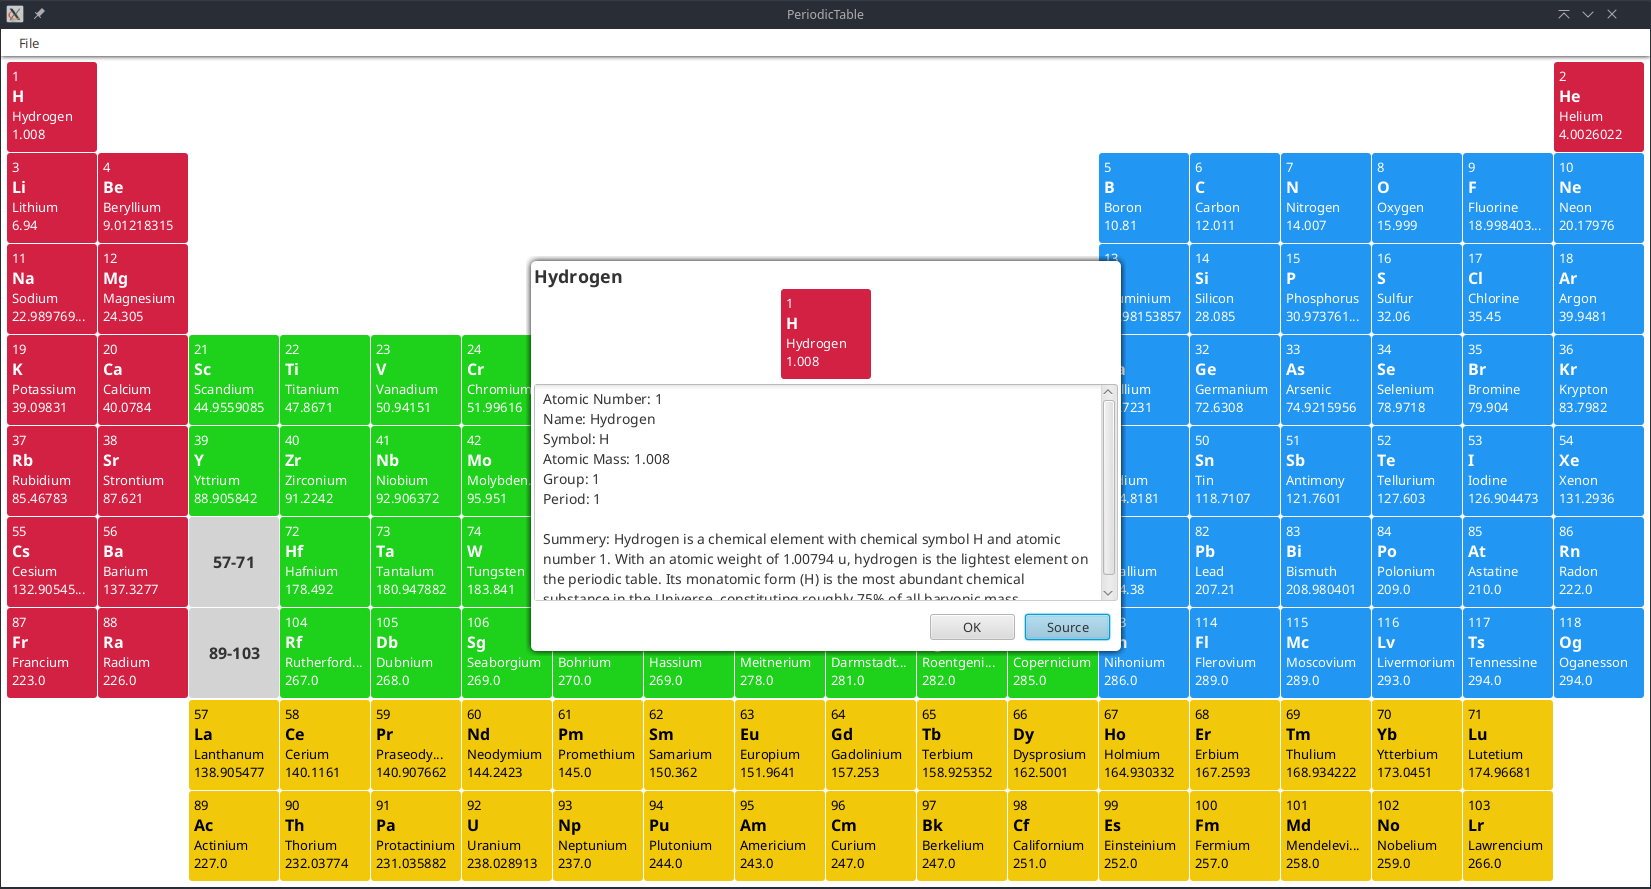 PeriodicTable
File
1
H
Hydrogen
1.008
2
He
Helium
4.0026022
3
Li
Lithium
6.94
4
Be
Beryllium
9.01218315
5
B
Boron
10.81
6
C
Carbon
12.011
7
N
Nitrogen
14.007
8
O
Oxygen
15.999
9
F
Fluorine
18.998403...
10
Ne
Neon
20.17976
11
Na
Sodium
22.989769...
12
Mg
Magnesium
24.305
14
Si
Silicon
28.085
15
P
Phosphorus
30.973761...
16
S
Sulfur
32.06
17
Cl
Chlorine
35.45
18
Ar
Argon
39.9481
19
K
Potassium
39.09831
20
Ca
Calcium
40.0784
21
Sc
Scandium
44.9559085
22
Ti
Titanium
47.8671
23
V
Vanadium
50.94151
24
Cr
Chromium
51.99616
32
Ge
Germanium
72.6308
33
As
Arsenic
74.9215956
34
Se
Selenium
78.9718
35
Br
Bromine
79.904
36
Kr
Krypton
83.7982
37
Rb
Rubidium
85.46783
38
Sr
Strontium
87.621
39
Y
Yttrium
88.905842
40
Zr
Zirconium
91.2242
41
Nb
Niobium
92.906372
42
Mo
Molybden
95.951
50
Sn
Tin
118.7107
51
Sb
Antimony
121.7601
52
Te
Tellurium
127.603
53
I
Iodine
126.904473
54
Xe
Xenon
131.2936
55
Cs
Cesium
132.90545...
56
Ba
Barium
137.3277
57-71
72
Hf
Hafnium
178.492
73
Ta
Tantalum
180.947882
74
W
Tungsten
183.841
82
Pb
Lead
207.21
83
Bi
Bismuth
208.980401
84
Po
Polonium
209.0
85
At
Astatine
210.0
86
Rn
Radon
222.0
87
Fr
Francium
223.0
88
Ra
Radium
226.0
89-103
104
Rf
Rutherford...
267.0
105
Db
Dubnium
268.0
106
Sg
Seaborgium
269.0
Bohrium
270.0
Hassium
269.0
Meitnerium
278.0
Darmstadt...
281.0
Roentgeni...
282.0
Copernicium
285.0
Nihonium
286.0
114
Fl
Flerovium
289.0
115
Mc
Moscovium
289.0
116
Lv
Livermorium
293.0
117
Ts
Tennessine
294.0
118
Og
Oganesson
294.0
57
La
Lanthanum
138.905477
58
Ce
Cerium
140.1161
59
Pr
Praseody...
140.907662
60
Nd
Neodymium
144.2423
61
Pm
Promethium
145.0
62
Sm
Samarium
150.362
63
Eu
Europium
151.9641
64
Gd
Gadolinium
157.253
65
Tb
Terbium
158.925352
66
Dy
Dysprosium
162.5001
67
Ho
Holmium
164.930332
68
Er
Erbium
167.2593
69
Tm
Thulium
168.934222
70
Yb
Ytterbium
173.0451
71
Lu
Lutetium
174.96681
89
Ac
Actinium
227.0
90
Th
Thorium
232.03774
91
Pa
Protactinium
231.035882
92
U
Uranium
238.028913
93
Np
Neptunium
237.0
94
Pu
Plutonium
244.0
95
Am
Americium
243.0
96
Cm
Curium
247.0
97
Bk
Berkelium
247.0
98
Cf
Californium
251.0
99
Es
Einsteinium
252.0
100
Fm
Fermium
257.0
101
Md
Mendelevi...
258.0
102
No
Nobelium
259.0
103
Lr
Lawrencium
266.0
Hydrogen
1
H
Hydrogen
1.008
Atomic Number: 1
Name: Hydrogen
Symbol: H
Atomic Mass: 1.008
Group: 1
Period: 1
Summery: Hydrogen is a chemical element with chemical symbol H and atomic
number 1. With an atomic weight of 1.00794 u, hydrogen is the lightest element on
the periodic table. Its monatomic form (H) is the most abundant chemical
substance in the Universe, constituting roughly 75% of all baryonic mass.
OK
Source